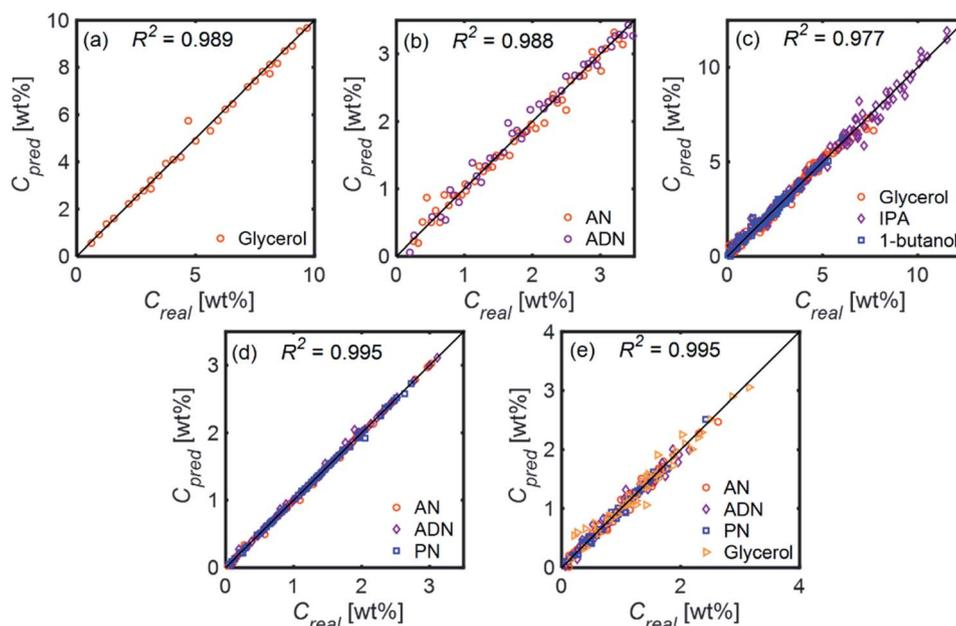 (a) R² = 0.989
10
8
6
4
2
0
0 5 10
C_pred [wt%]
C_real [wt%]
Glycerol
(b) R² = 0.988
3
2
1
0
0 1 2 3
C_pred [wt%]
C_real [wt%]
AN
ADN
(c) R² = 0.977
10
5
0
0 5 10
C_pred [wt%]
C_real [wt%]
Glycerol
IPA
1-butanol
(d) R² = 0.995
3
2
1
0
0 1 2 3
C_pred [wt%]
C_real [wt%]
AN
ADN
PN
(e) R² = 0.995
4
3
2
1
0
0 2 4
C_pred [wt%]
C_real [wt%]
AN
ADN
PN
Glycerol